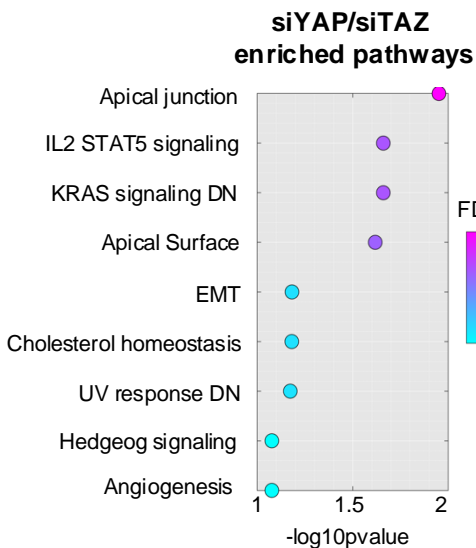 siYAP/siTAZ
enriched pathways
Apical junction
IL2 STAT5 signaling
KRAS signaling DN
Apical Surface
EMT
Cholesterol homeostasis
UV response DN
Hedgeog signaling
Angiogenesis
1 1.5 2
-log10pvalue